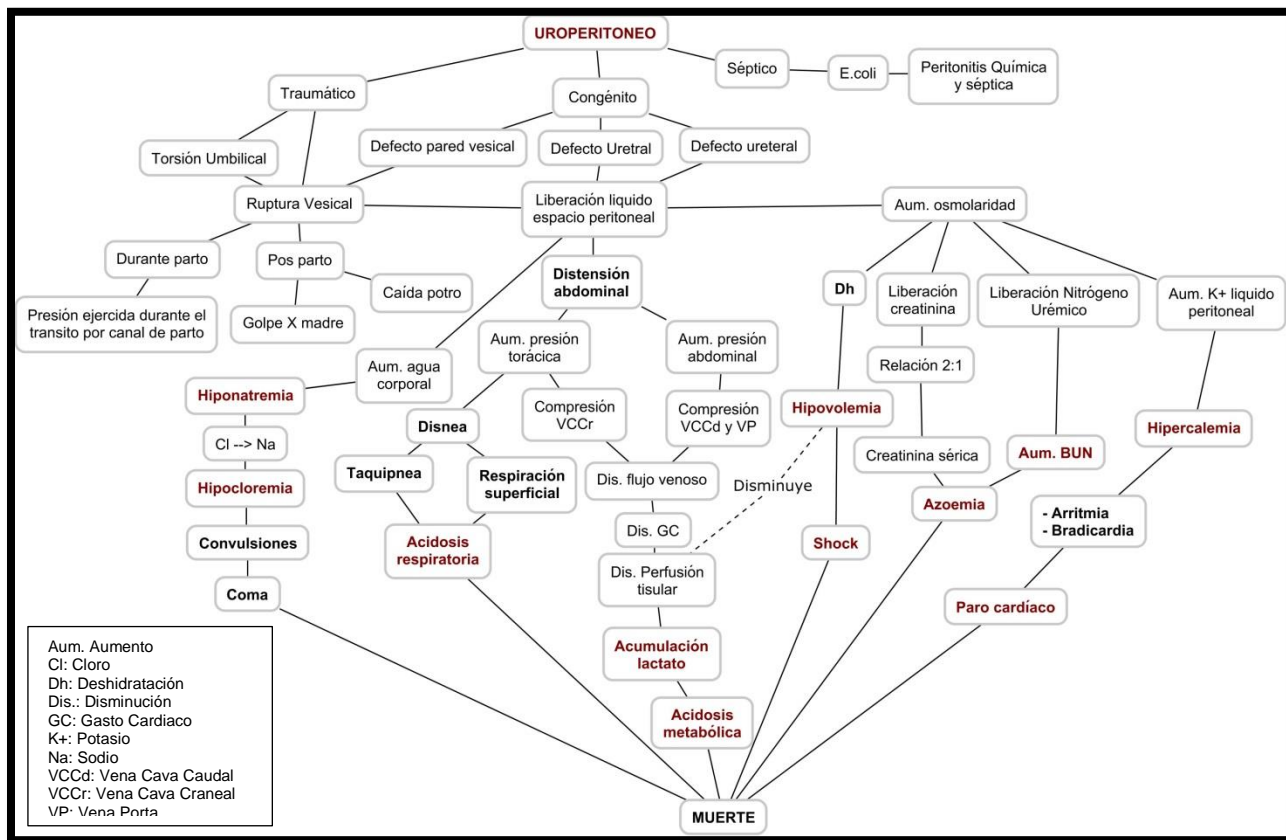 UROPERITONEO
Séptico
E.coli
Peritonitis Química
y séptica
Traumático
Congénito
Torsión Umbilical
Defecto pared vesical
Defecto Uretral
Defecto ureteral
Ruptura Vesical
Liberación liquido
espacio peritoneal
Aum. osmolaridad
Durante parto
Pos parto
Caída potro
Presión ejercida durante el
transito por canal de parto
Golpe X madre
Distensión
abdominal
Dh
Liberación
creatinina
Liberación Nitrógeno
Urémico
Aum. K+ liquido
peritoneal
Aum. agua
corporal
Aum. presión
torácica
Aum. presión
abdominal
Relación 2:1
Hiponatremia
Cl --> Na
Hipocloremia
Convulsiones
Coma
Disnea
Taquipnea
Respiración
superficial
Acidosis
respiratoria
Compresión
VCCr
Compresión
VCCd y VP
Dis. flujo venoso
Dis. GC
Dis. Perfusión
tisular
Acumulación
lactato
Acidosis
metabólica
Hipovolemia
Disminuye
Shock
Creatinina sérica
Aum. BUN
Azoemia
Hipercalemia
- Arritmia
- Bradicardia
Paro cardíaco
MUERTE
Aum. Aumento
Cl: Cloro
Dh: Deshidratación
Dis.: Disminución
GC: Gasto Cardiaco
K+: Potasio
Na: Sodio
VCCd: Vena Cava Caudal
VCCr: Vena Cava Craneal
VP: Vena Porta